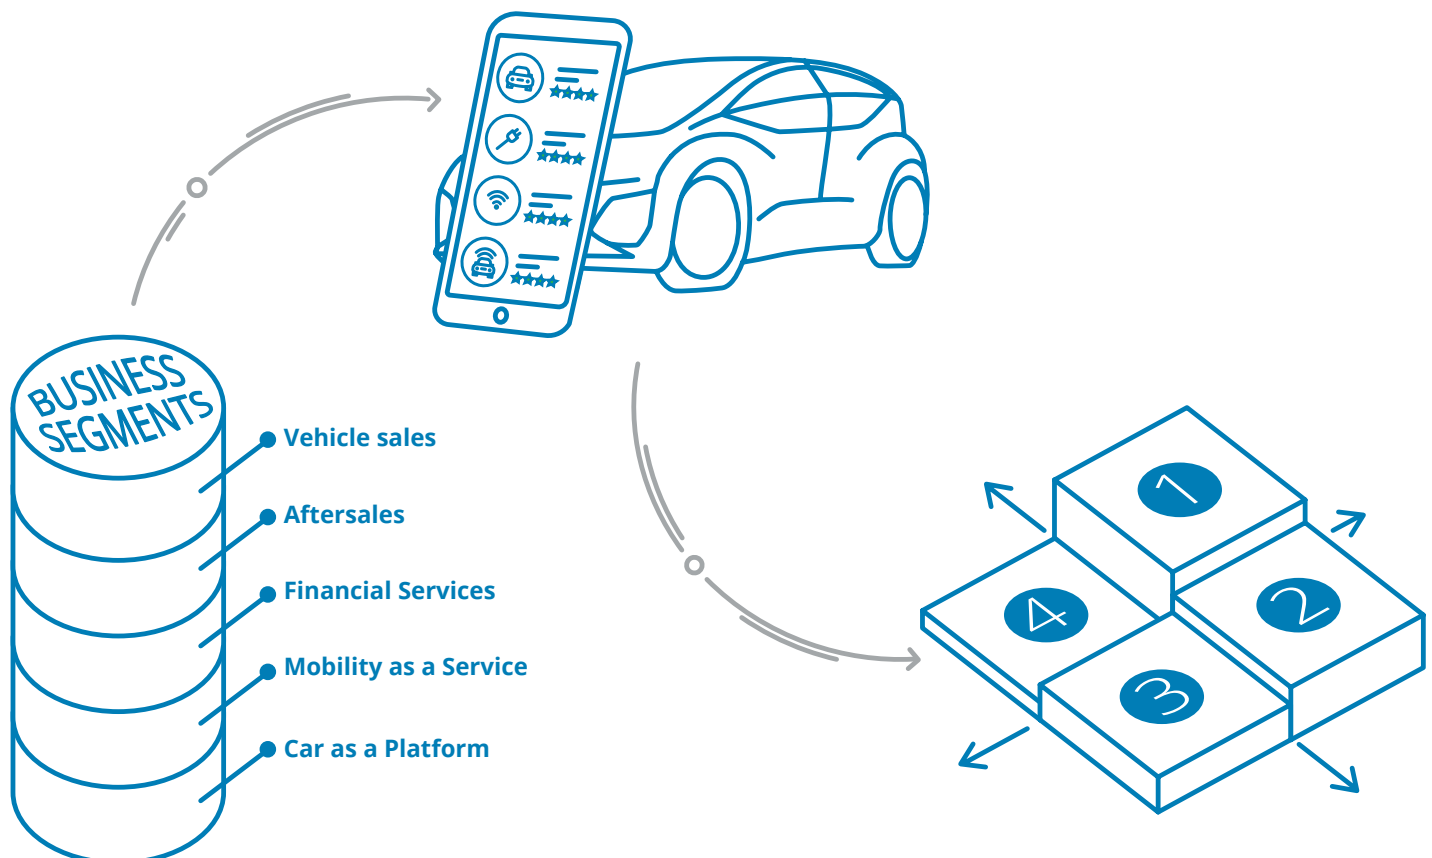 BUSINESS
SEGMENTS
Vehicle sales
Aftersales
Financial Services
Mobility as a Service
Car as a Platform
1
2
3
4